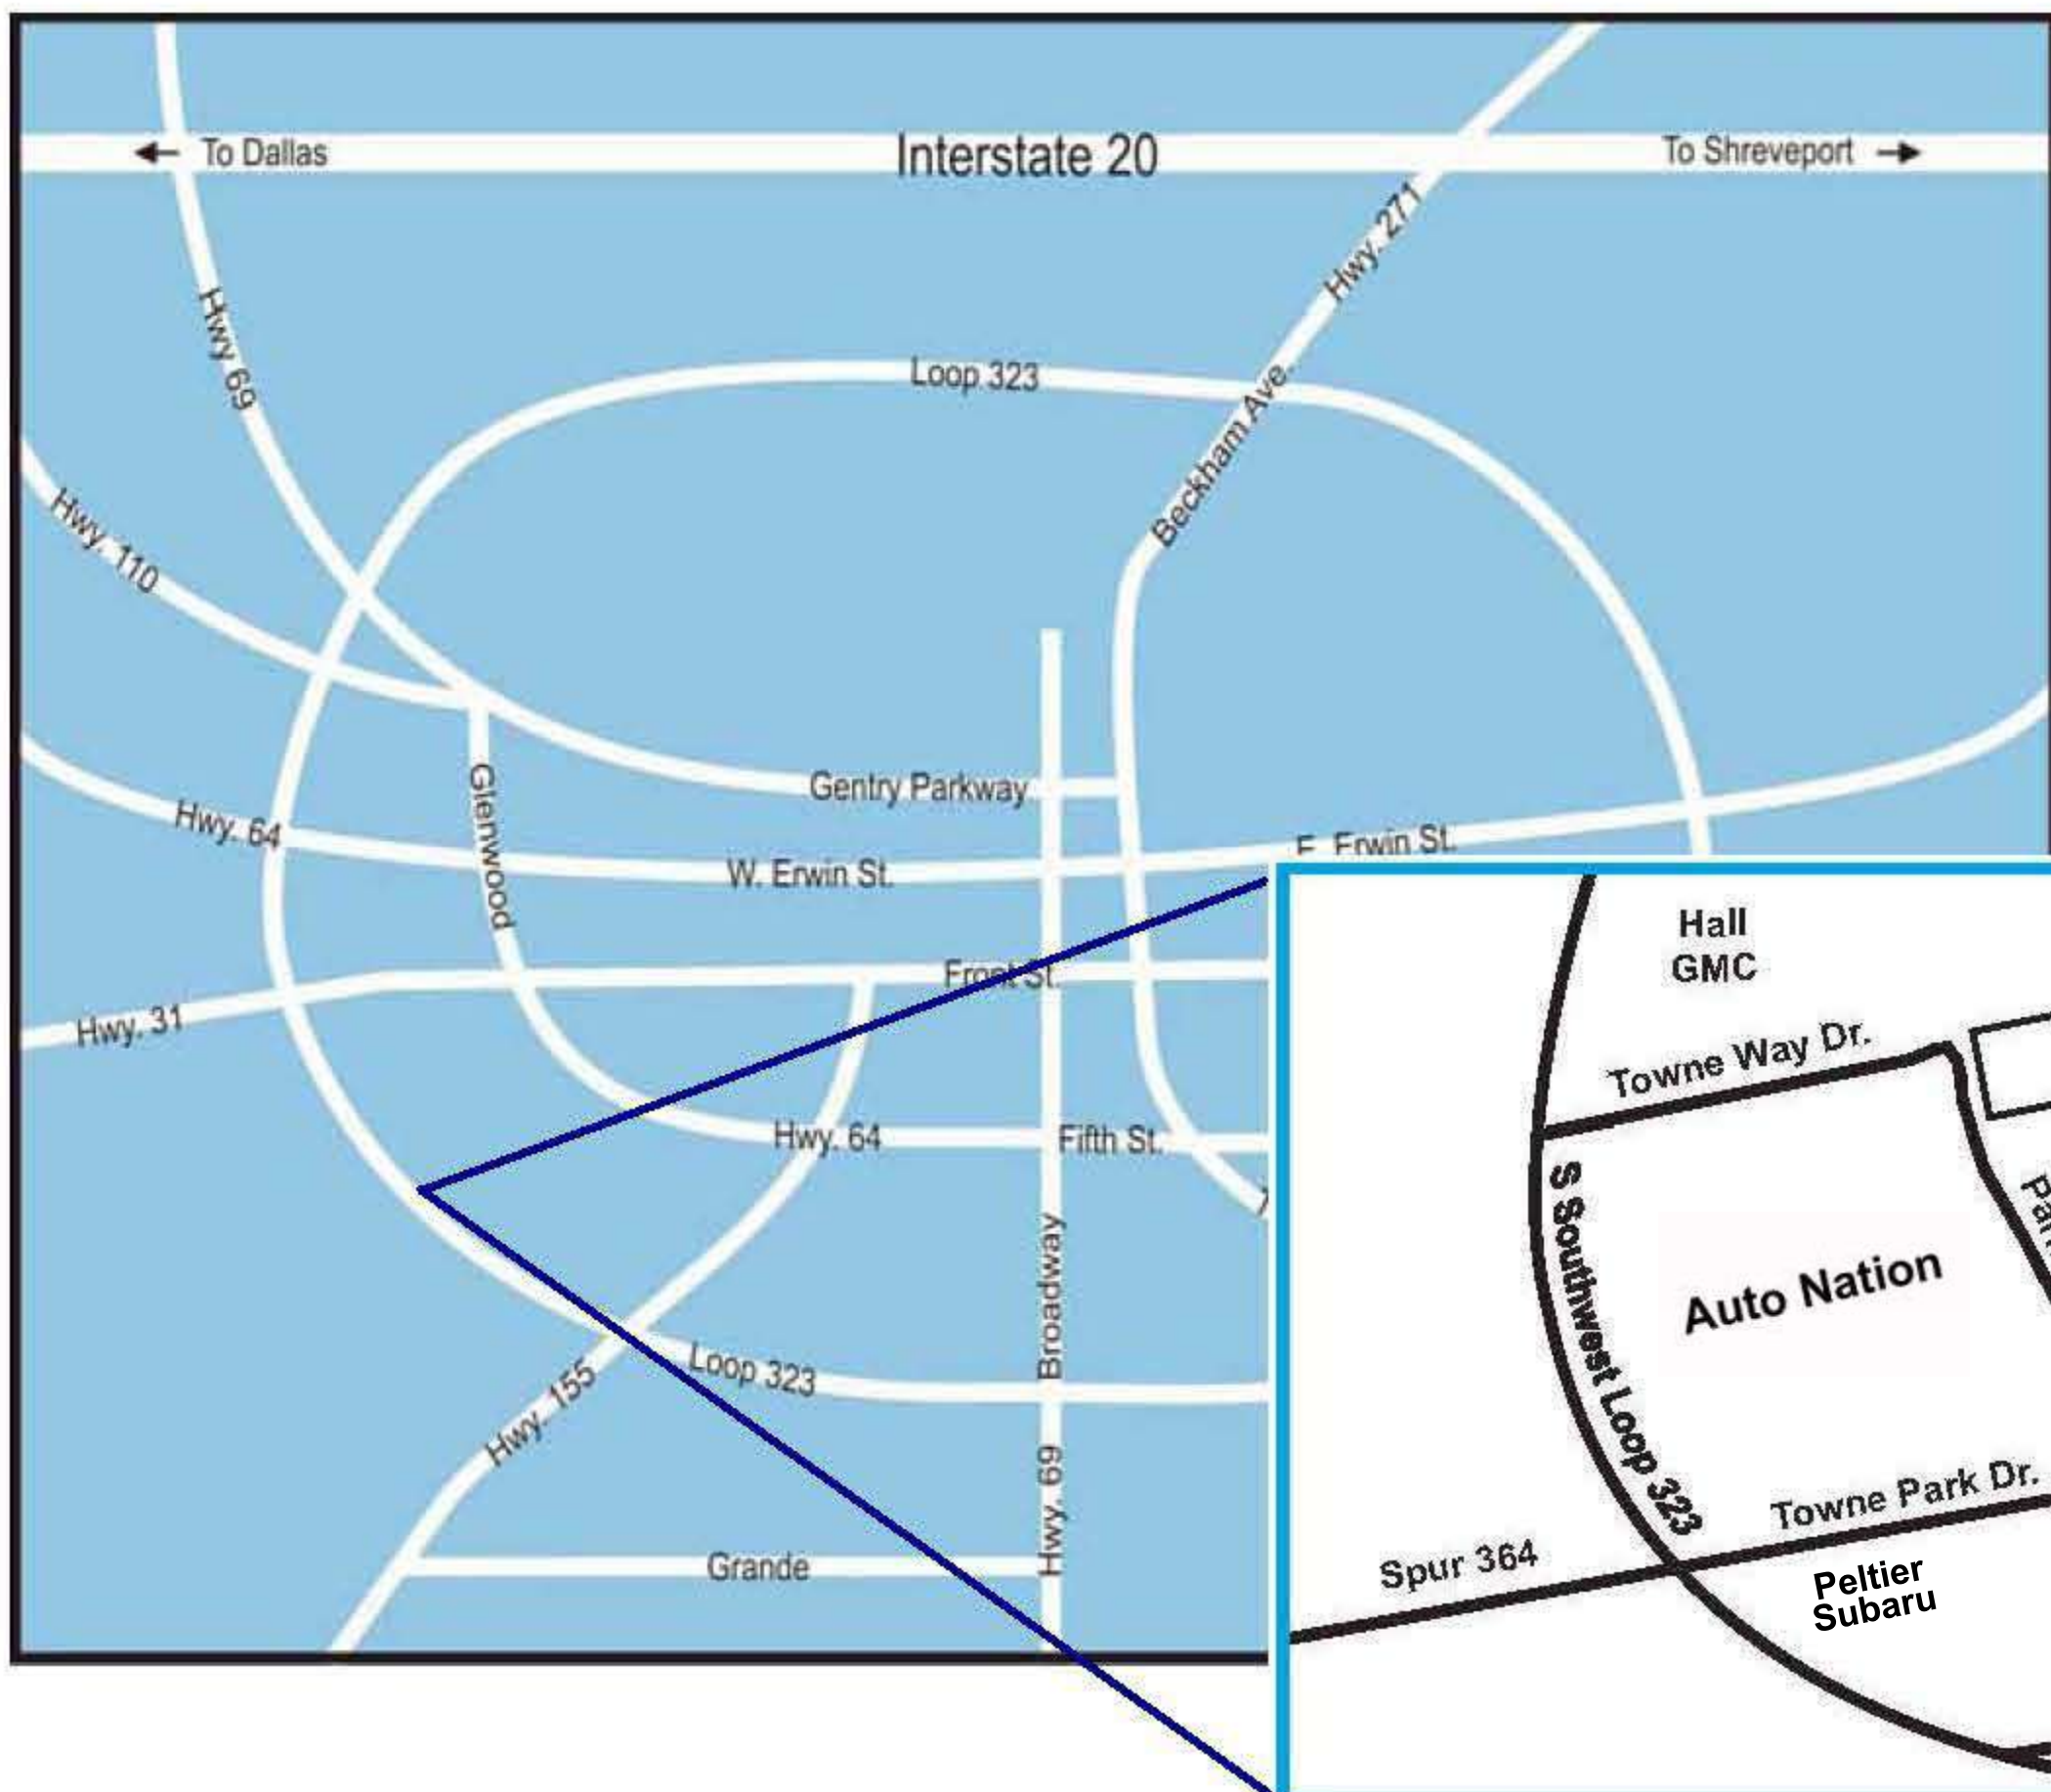 To Dallas
Interstate 20
To Shreveport
Hwy. 271
Hwy 69
Loop 323
Beckham Ave.
Hwy. 110
Gentry Parkway
Glenwood
Hwy. 64
W. Erwin St.
E. Erwin St.
Front St.
Hwy. 31
Hwy. 64
Fifth St.
Broadway
Loop 323
Hwy. 155
Hwy. 69
Grande
Hall
GMC
Towne Way Dr.
S Southwest Loop 323
Auto Nation
Towne Park Dr.
Spur 364
Peltier
Subaru